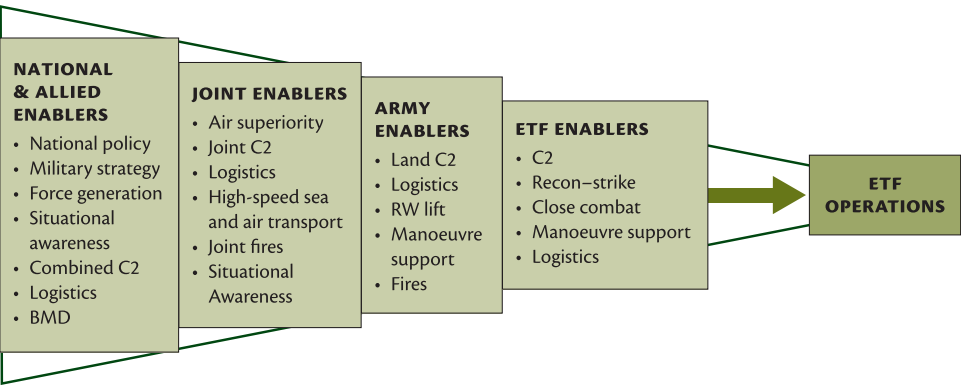 NATIONAL
& ALLIED
ENABLERS
• National policy
• Military strategy
• Force generation
• Situational
awareness
• Combined C2
• Logistics
• BMD
JOINT ENABLERS
• Air superiority
• Joint C2
• Logistics
• High-speed sea
and air transport
• Joint fires
• Situational
Awareness
ARMY
ENABLERS
• Land C2
• Logistics
• RW lift
• Manoeuvre
support
• Fires
ETF ENABLERS
• C2
• Recon–strike
• Close combat
• Manoeuvre support
• Logistics
ETF
OPERATIONS